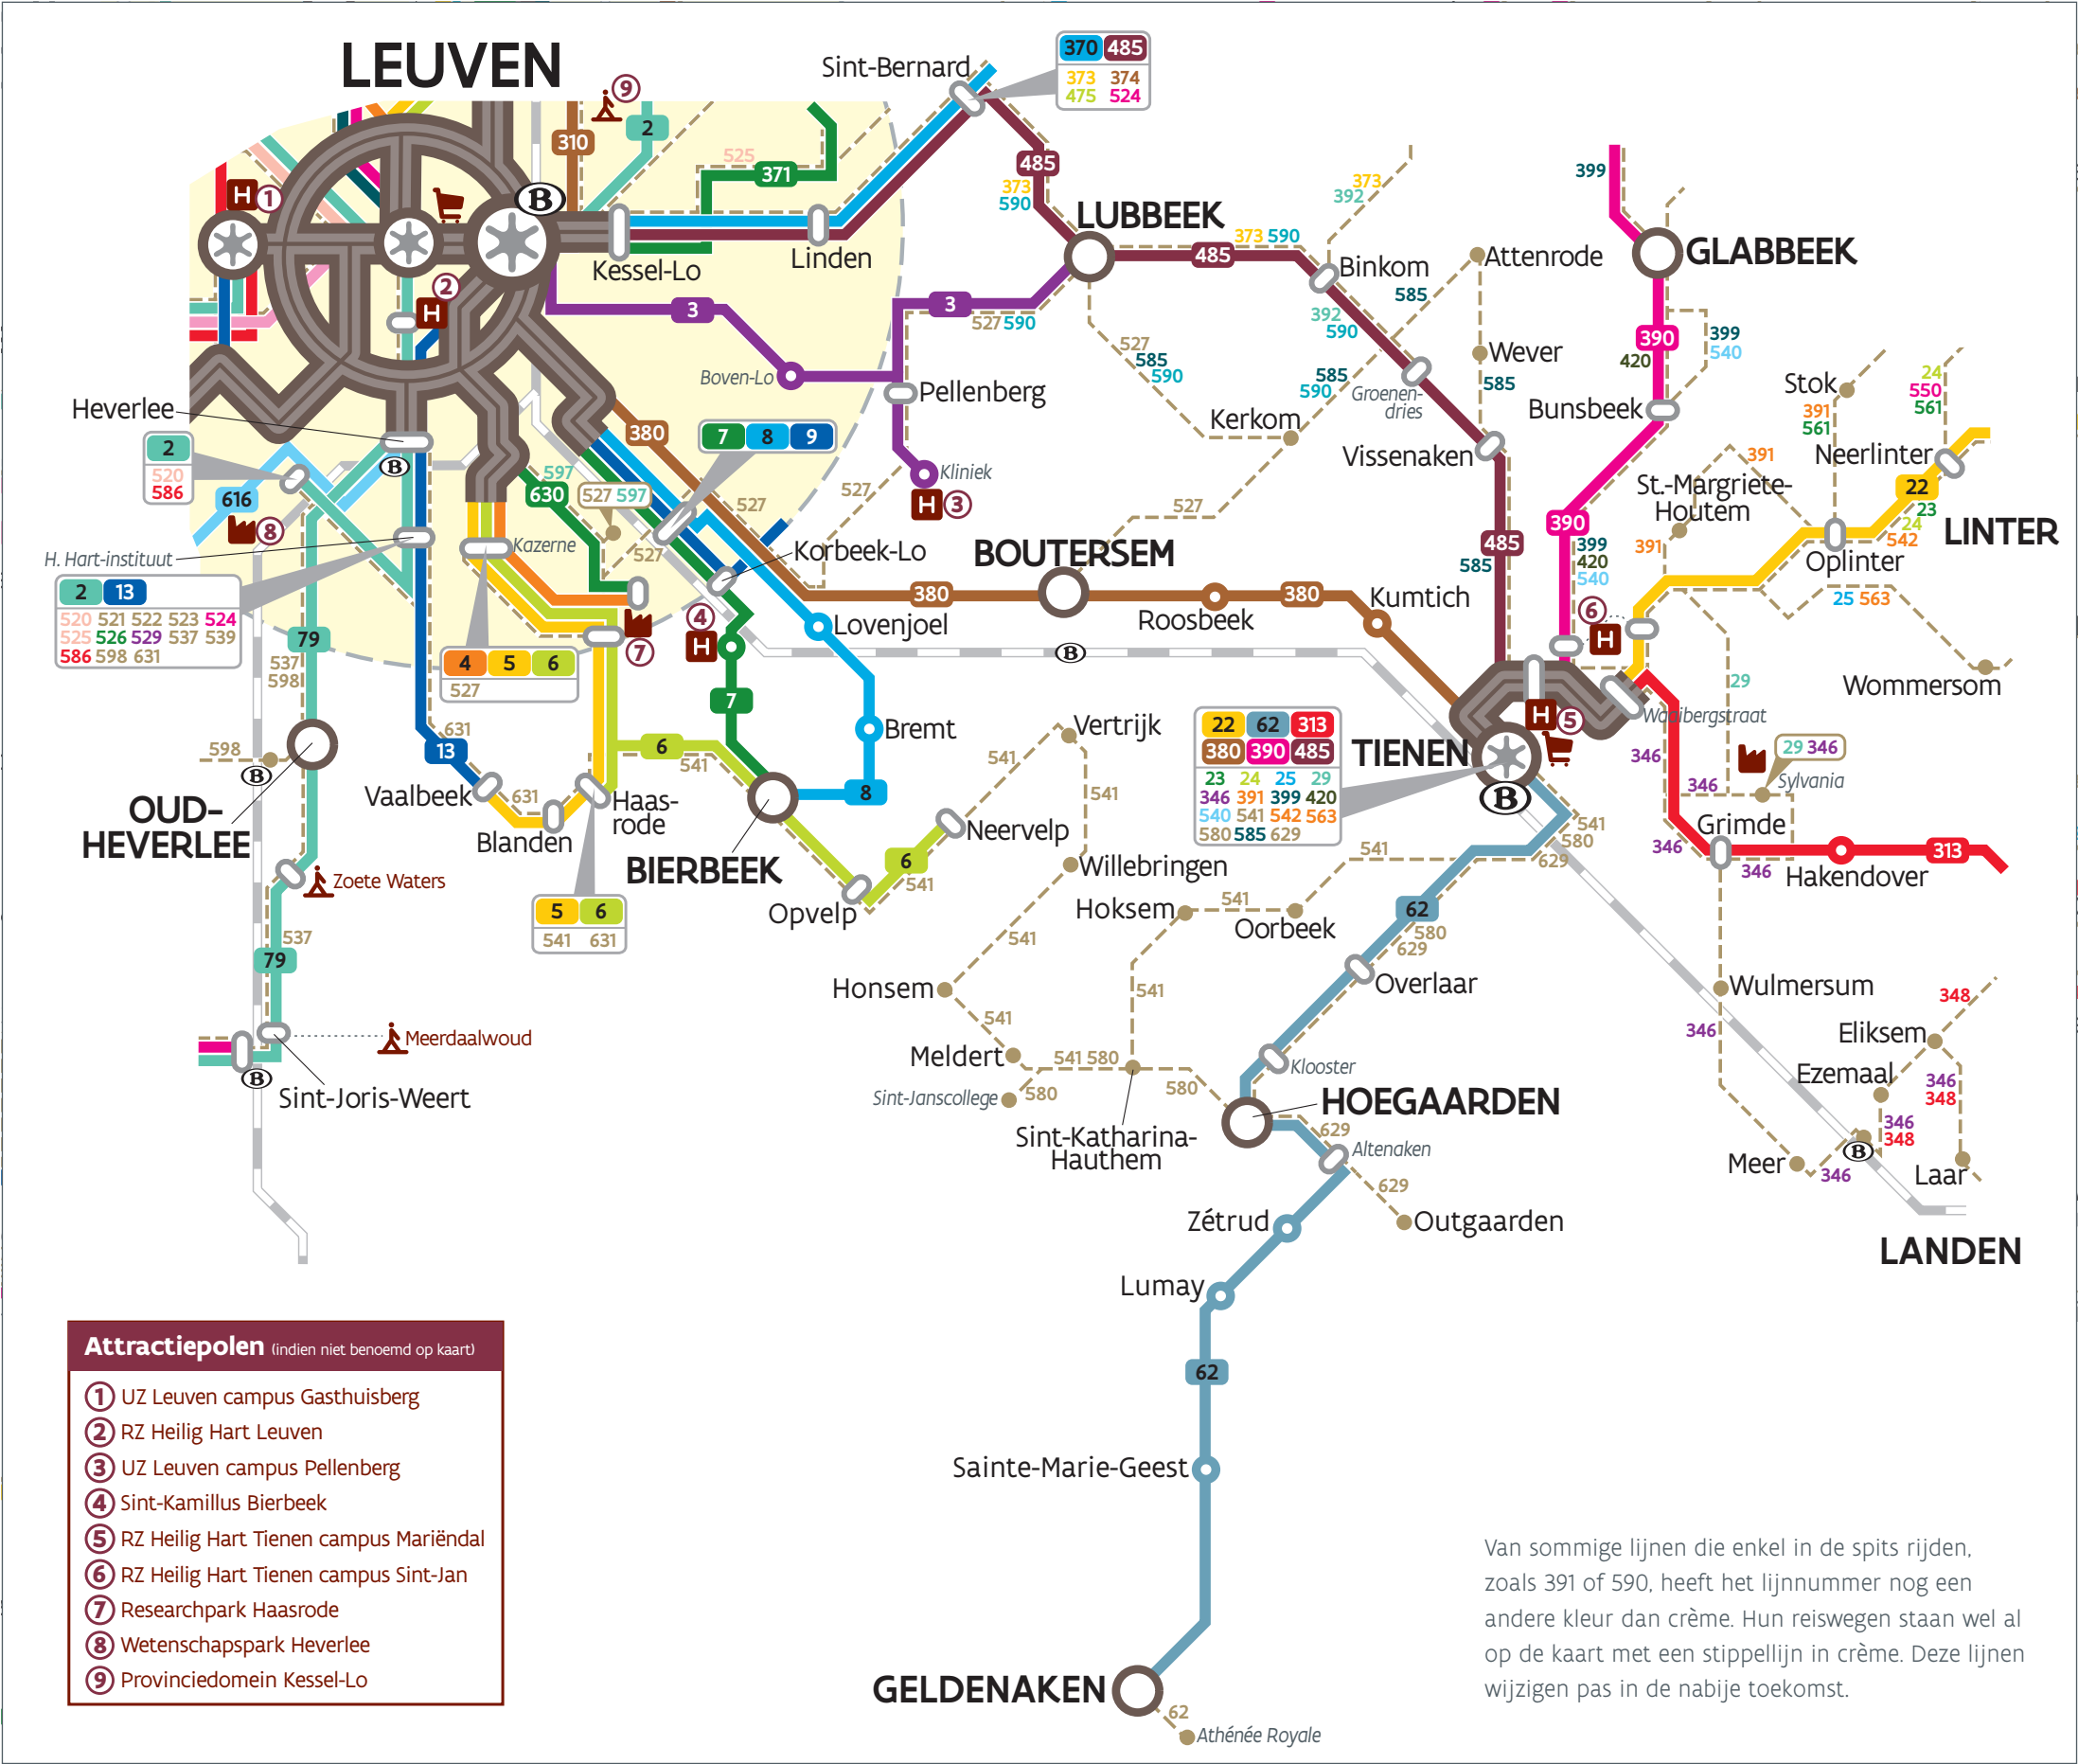 LEUVEN
Sint-Bernard
370 485
373 374
475 524
9
2
310
525
371
485
373
590
H 1
B
Kessel-Lo
Linden
LUBBEEK
373 590
485
373
392
Binkom
Attenrode
399
GLABBEEK
2
H
3
3
527 590
585
392
590
527
585
590
Wever
585
390
420
399
540
Boven-Lo
Pellenberg
585
590
Groenen-
dries
Kerkom
Bunsbeek
Stok
391
561
24
550
561
Heverlee
2
520
586
B
380
7 8 9
Vissenaken
Neerlinter
391
St.-Margriete-
Houtem
22
23
24
542
LINTER
616
8
597
630
527 597
527
527
Kliniek
H 3
527
527
H. Hart-instituut
Kazerne
Korbeek-Lo
BOUTERSEM
485
585
390
399
420
540
391
Oplinter
25 563
2 13
520 521 522 523 524
525 526 529 537 539
586 598 631
79
537
598
4
H
7
Lovenjoel
380
Roosbeek
380
Kumtich
6
H
4 5 6
527
7
B
Wommersom
29
Waaibergstraat
598
B
631
13
6
541
Bremt
Vertrijk
541
541
22 62 313
380 390 485
23 24 25 29
346 391 399 420
540 541 542 563
580 585 629
TIENEN
B
H 5
346
29 346
346
Sylvania
OUD-
HEVERLEE
Vaalbeek
631
Blanden
Haas-
rode
8
BIERBEEK
Neervelp
6
541
Opvelp
Willebringen
541
541
580
629
Grimde
346
346
313
Hakendover
Zoete Waters
5 6
541 631
Hoksem
541
Oorbeek
62
580
629
537
79
541
Honsem
541
Overlaar
Wulmersum
346
348
Eliksem
Meerdaalwoud
B
Sint-Joris-Weert
541
Meldert
541 580
Sint-Janscollege
580
580
Klooster
Ezemaal
346
348
346
348
Sint-Katharina-
Hauthem
HOEGAARDEN
629
Altenaken
Meer
346
B
Laar
629
Zétrud
Outgaarden
LANDEN
Lumay
62
Sainte-Marie-Geest
GELDENAKEN
62
Athénée Royale
Attractiepolen (indien niet benoemd op kaart)
1 UZ Leuven campus Gasthuisberg
2 RZ Heilig Hart Leuven
3 UZ Leuven campus Pellenberg
4 Sint-Kamillus Bierbeek
5 RZ Heilig Hart Tienen campus Mariëndal
6 RZ Heilig Hart Tienen campus Sint-Jan
7 Researchpark Haasrode
8 Wetenschapspark Heverlee
9 Provinciedomein Kessel-Lo
Van sommige lijnen die enkel in de spits rijden,
zoals 391 of 590, heeft het lijnnummer nog een
andere kleur dan crème. Hun reiswegen staan wel al
op de kaart met een stippellijn in crème. Deze lijnen
wijzigen pas in de nabije toekomst.